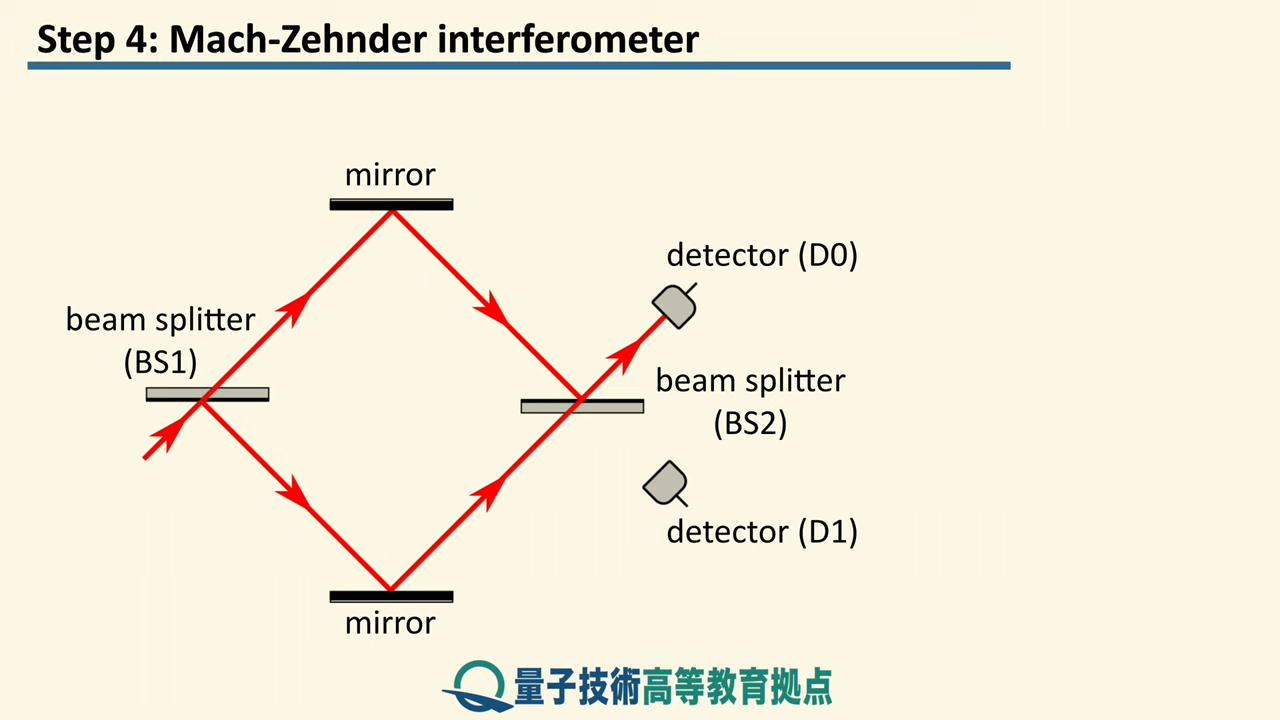 Step 4: Mach-Zehnder interferometer
mirror
detector (D0)
beam splitter
(BS1)
beam splitter
(BS2)
detector (D1)
mirror
量子技術高等教育拠点